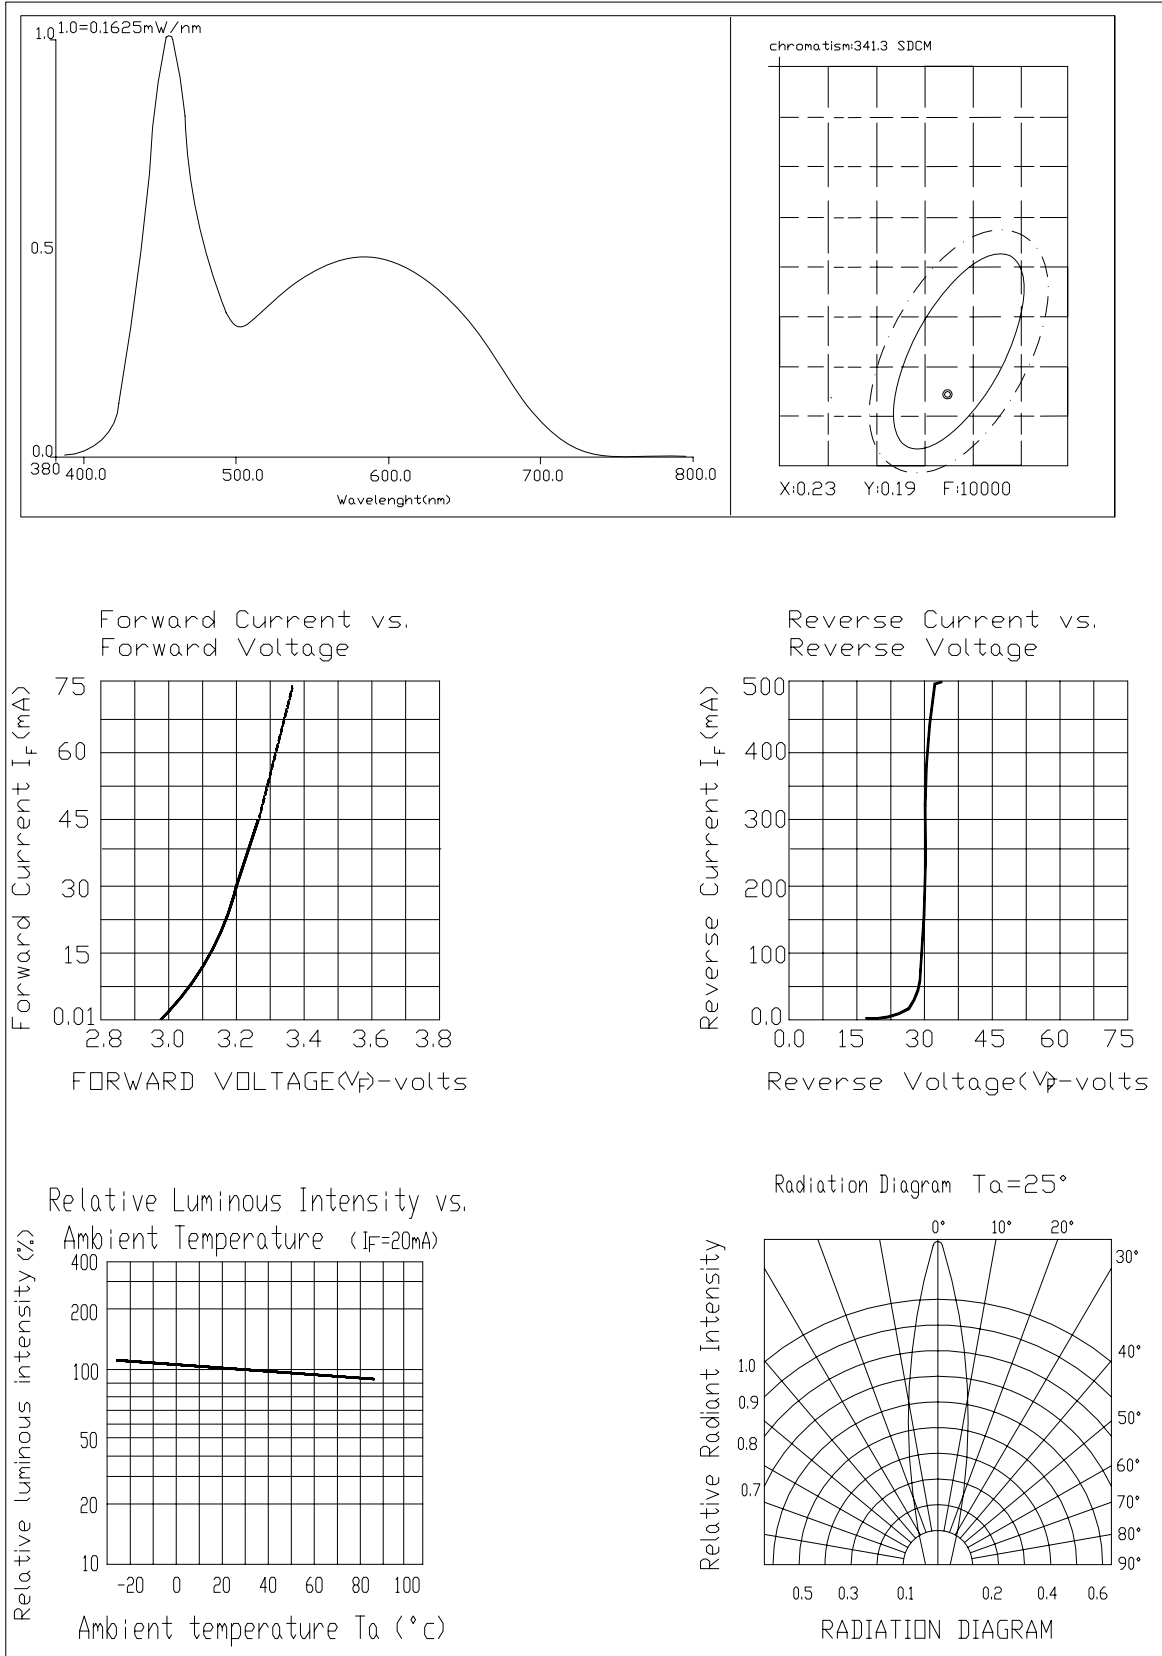 1.0=0.1625mW/nm
1.0
0.5
0.0
380 400.0 500.0 600.0 700.0 800.0
Wavelenght(nm)
chromatism:341.3 SDCM
X:0.23 Y:0.19 F:10000
Forward Current vs.
Forward Voltage
Forward Current IF (mA)
75
60
45
30
15
0.01
2.8 3.0 3.2 3.4 3.6 3.8
FORWARD VOLTAGE(VF)-volts
Reverse Current vs.
Reverse Voltage
Reverse Current IF (mA)
500
400
300
200
100
0.0
0.0 15 30 45 60 75
Reverse Voltage(VR)-volts
Relative Luminous Intensity vs.
Ambient Temperature (IF=20mA)
Relative luminous intensity (%)
400
200
100
50
20
10
-20 0 20 40 60 80 100
Ambient temperature Ta (°C)
Radiation Diagram Ta=25°
Relative Radiant Intensity
0° 10° 20°
30°
40°
50°
60°
70°
80°
90°
1.0
0.9
0.8
0.7
0.5 0.3 0.1 0.2 0.4 0.6
RADIATION DIAGRAM